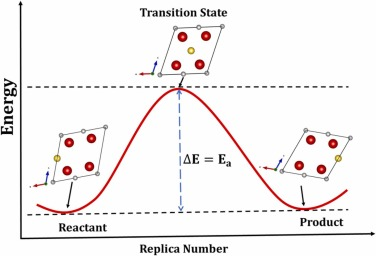 Transition State
Energy
ΔE = Eₐ
Reactant
Product
Replica Number